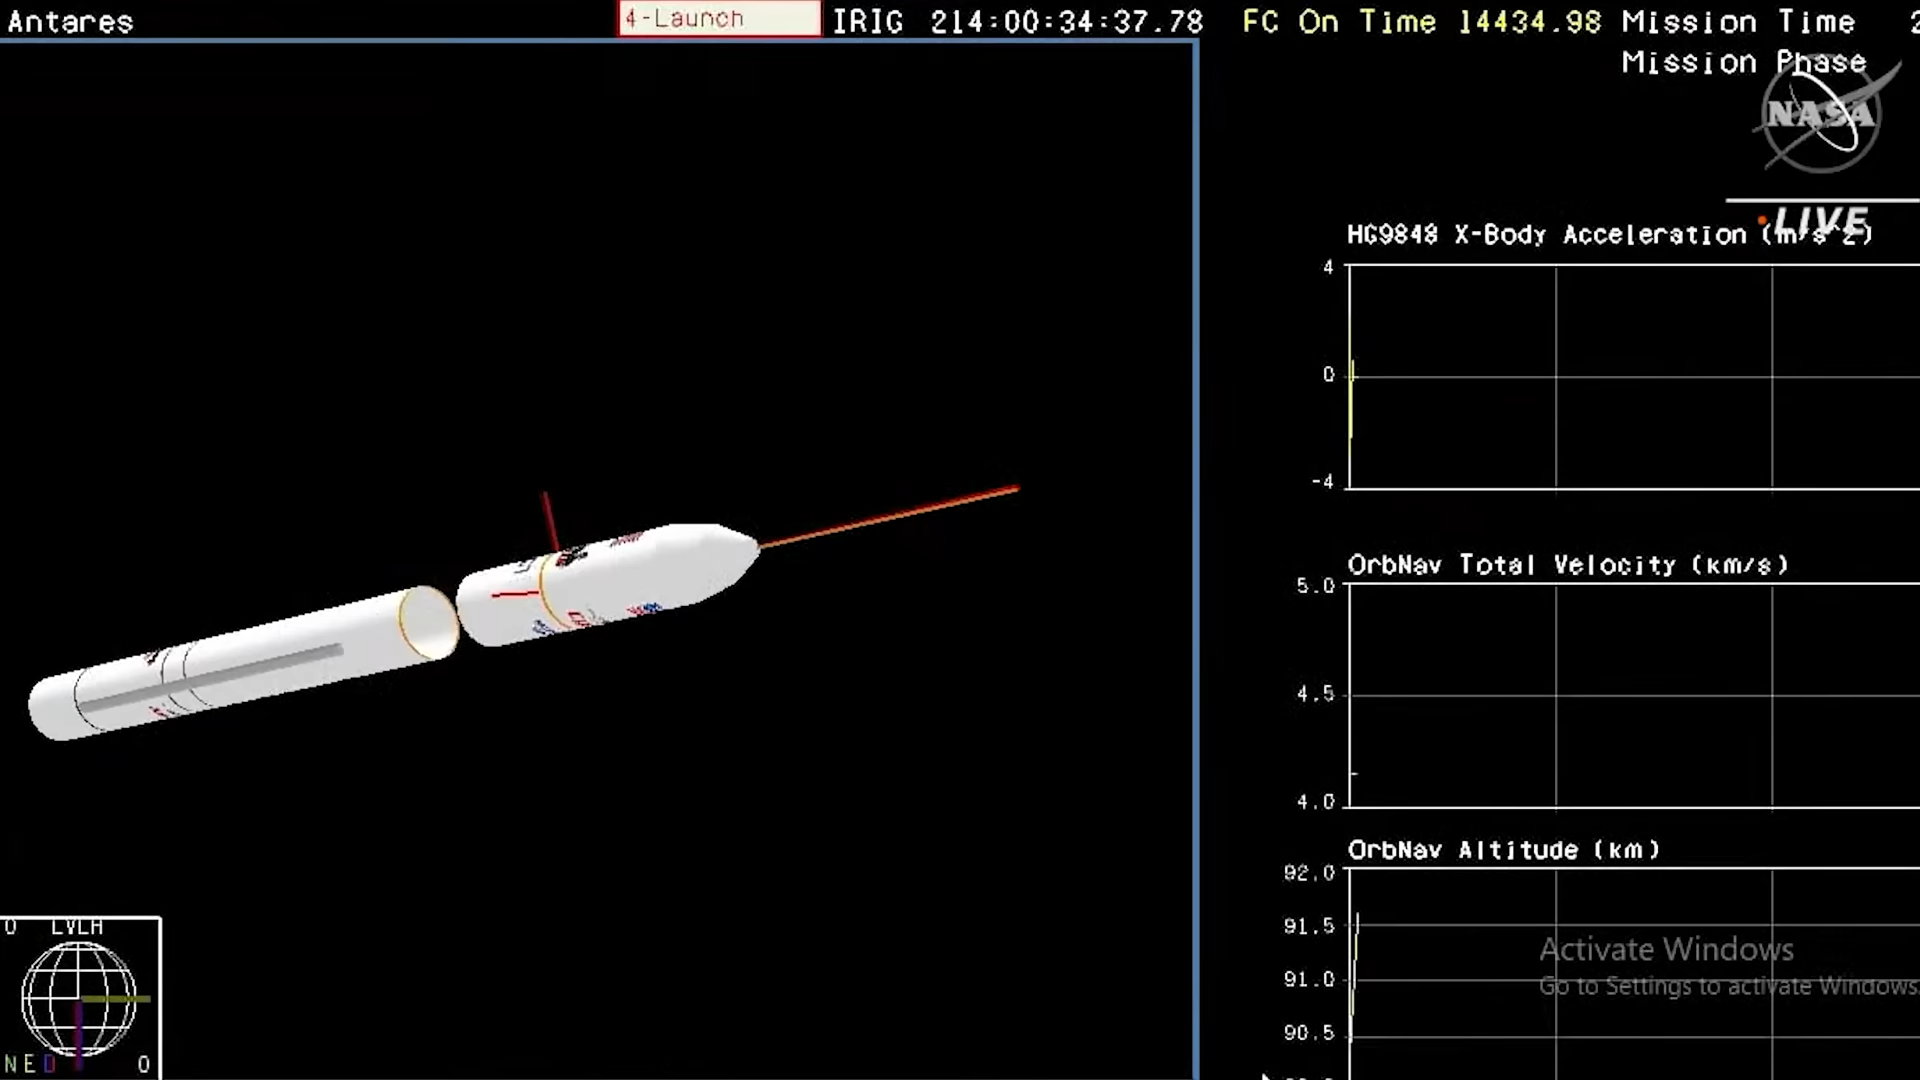 Antares
4-Launch
IRIG 214:00:34:37.78
FC On Time 14434.98
Mission Time 2
Mission Phase
NASA
LIVE
HG9848 X-Body Acceleration (m/s^2)
4
0
-4
OrbNav Total Velocity (km/s)
5.0
4.5
4.0
OrbNav Altitude (km)
92.0
91.5
91.0
90.5
Activate Windows
Go to Settings to activate Windows.
0 LVLH
NED 0